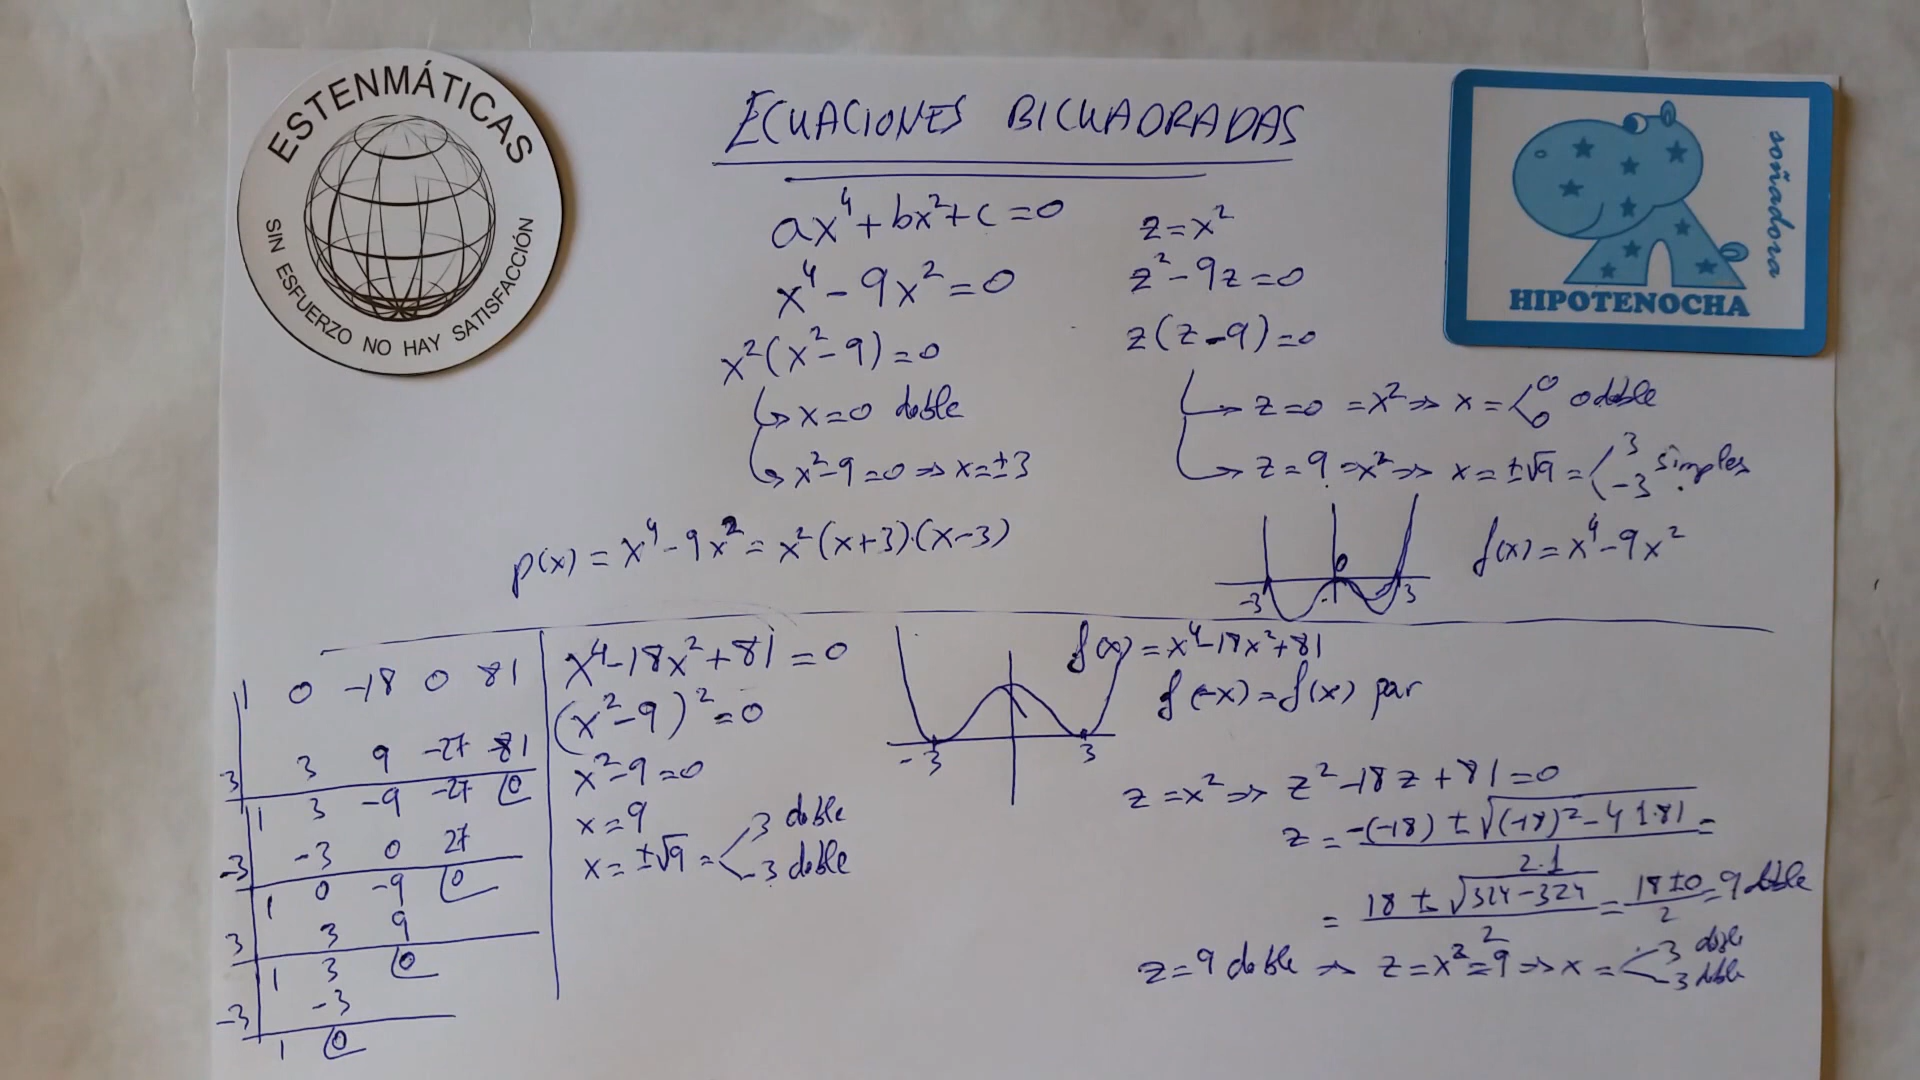 ESTENMÁTICAS
SIN ESFUERZO NO HAY SATISFACCIÓN
ECUACIONES BICUADRADAS
soñadora
HIPOTENOCHA
ax⁴+bx²+c=0
x⁴-9x²=0
x²(x²-9)=0
x=0 doble
x²-9=0⇒x=±3
z=x²
z²-9z=0
z(z-9)=0
z=0=x²⇒x=< 0 0 0 doble
z=9=x²⇒x=±√9=< 3 -3 simples
p(x)=x⁴-9x²=x²(x+3)·(x-3)
-3 0 3
f(x)=x⁴-9x²
1 0 -18 0 81
3 3 9 -27 -81
1 3 -9 -27 0
-3 -3 0 27
1 0 -9 0
3 3 9
1 3 0
-3 -3
1 0
x⁴-18x²+81=0
(x²-9)²=0
x²-9=0
x=9
x=±√9=< 3 doble -3 doble
-3 3
f(x)=x⁴-18x²+81
f(-x)=f(x) par
z=x²⇒z²-18z+81=0
z=-(-18)±√(-18)²-4·1·81 / 2·1 =
=18±√324-324 / 2 = 18±0 / 2 =9 doble
z=9 doble ⇒ z=x²=9⇒x=< 3 doble -3 doble